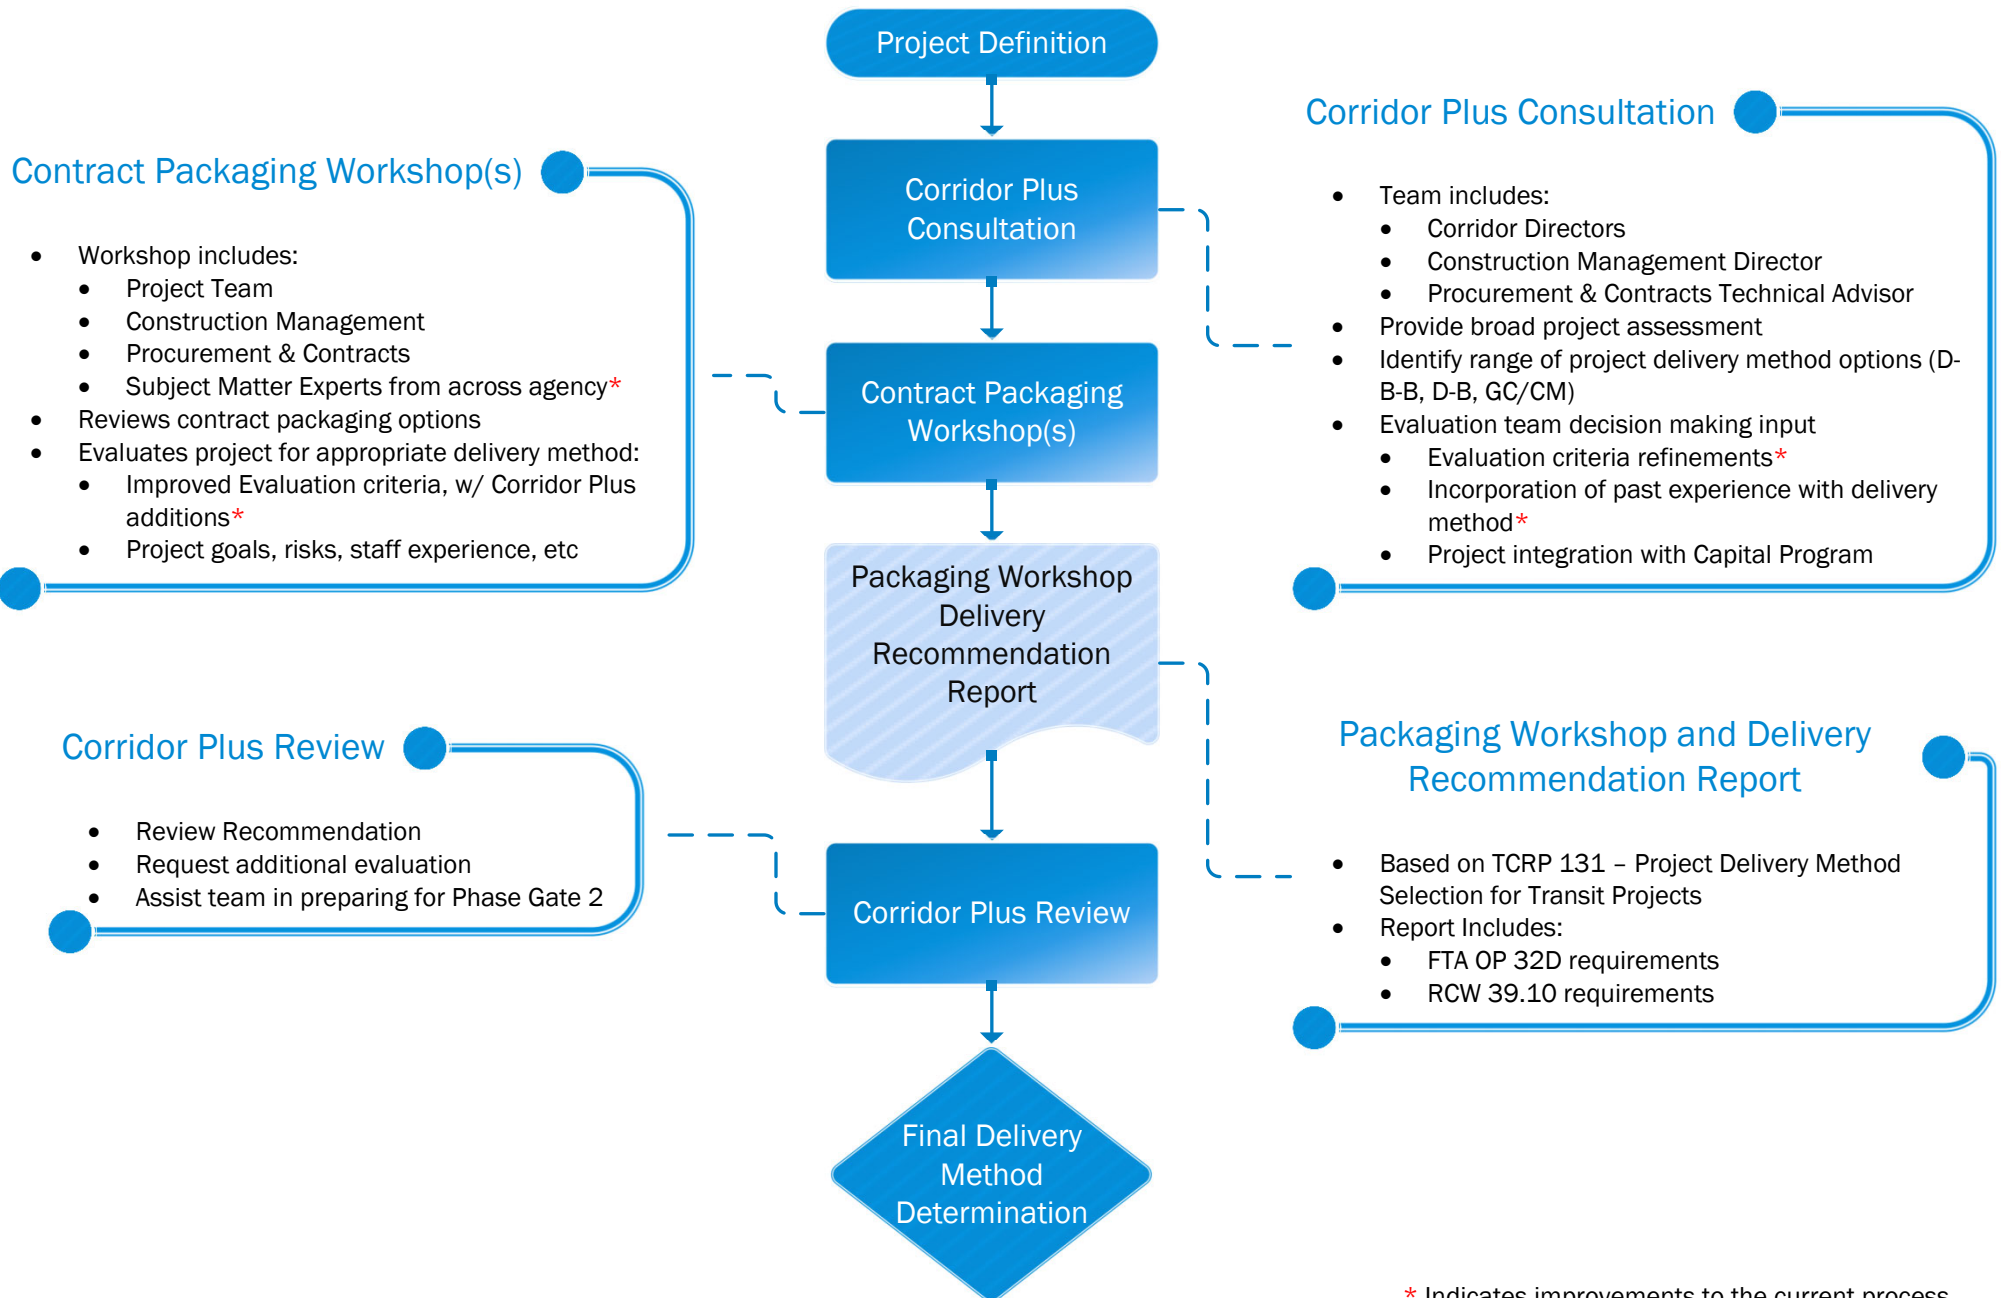 Project Definition
Corridor Plus
Consultation
Contract Packaging
Workshop(s)
Packaging Workshop
Delivery
Recommendation
Report
Corridor Plus Review
Final Delivery
Method
Determination
Contract Packaging Workshop(s)
• Workshop includes:
• Project Team
• Construction Management
• Procurement & Contracts
• Subject Matter Experts from across agency*
• Reviews contract packaging options
• Evaluates project for appropriate delivery method:
• Improved Evaluation criteria, w/ Corridor Plus
additions*
• Project goals, risks, staff experience, etc
Corridor Plus Review
• Review Recommendation
• Request additional evaluation
• Assist team in preparing for Phase Gate 2
Corridor Plus Consultation
• Team includes:
• Corridor Directors
• Construction Management Director
• Procurement & Contracts Technical Advisor
• Provide broad project assessment
• Identify range of project delivery method options (D-
B-B, D-B, GC/CM)
• Evaluation team decision making input
• Evaluation criteria refinements*
• Incorporation of past experience with delivery
method*
• Project integration with Capital Program
Packaging Workshop and Delivery
Recommendation Report
• Based on TCRP 131 – Project Delivery Method
Selection for Transit Projects
• Report Includes:
• FTA OP 32D requirements
• RCW 39.10 requirements
* Indicates improvements to the current process